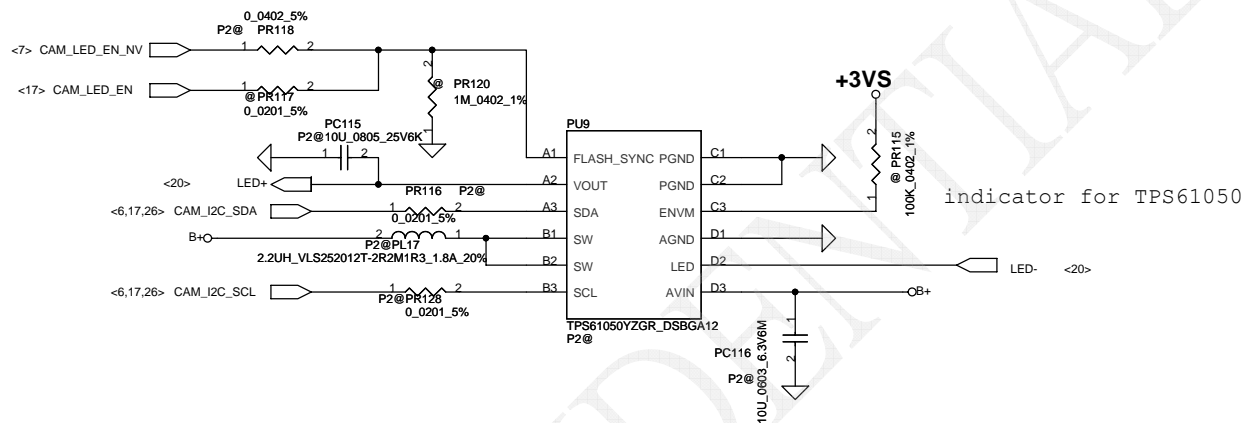 0_0402_5%
P2@ PR118
<7> CAM_LED_EN_NV 1 2
<17> CAM_LED_EN 1 2
@PR117
0_0201_5%
2
@ PR120
1M_0402_1%
1
PC115
P2@10U_0805_25V6K
1 2
<20> LED+
PR116 P2@
<6,17,26> CAM_I2C_SDA 1 2
0_0201_5%
B+ 2 1
P2@PL17
2.2UH_VLS252012T-2R2M1R3_1.8A_20%
<6,17,26> CAM_I2C_SCL 1 2
P2@PR128
0_0201_5%
PU9
A1 FLASH_SYNC PGND C1
A2 VOUT PGND C2
A3 SDA ENVM C3
B1 SW AGND D1
B2 SW LED D2
B3 SCL AVIN D3
TPS61050YZGR_DSBGA12
P2@
+3VS
2
@ PR115
100K_0402_1%
1
indicator for TPS61050
LED- <20>
B+
1
PC116
2
P2@
10U_0603_6.3V6M
DENTIAL